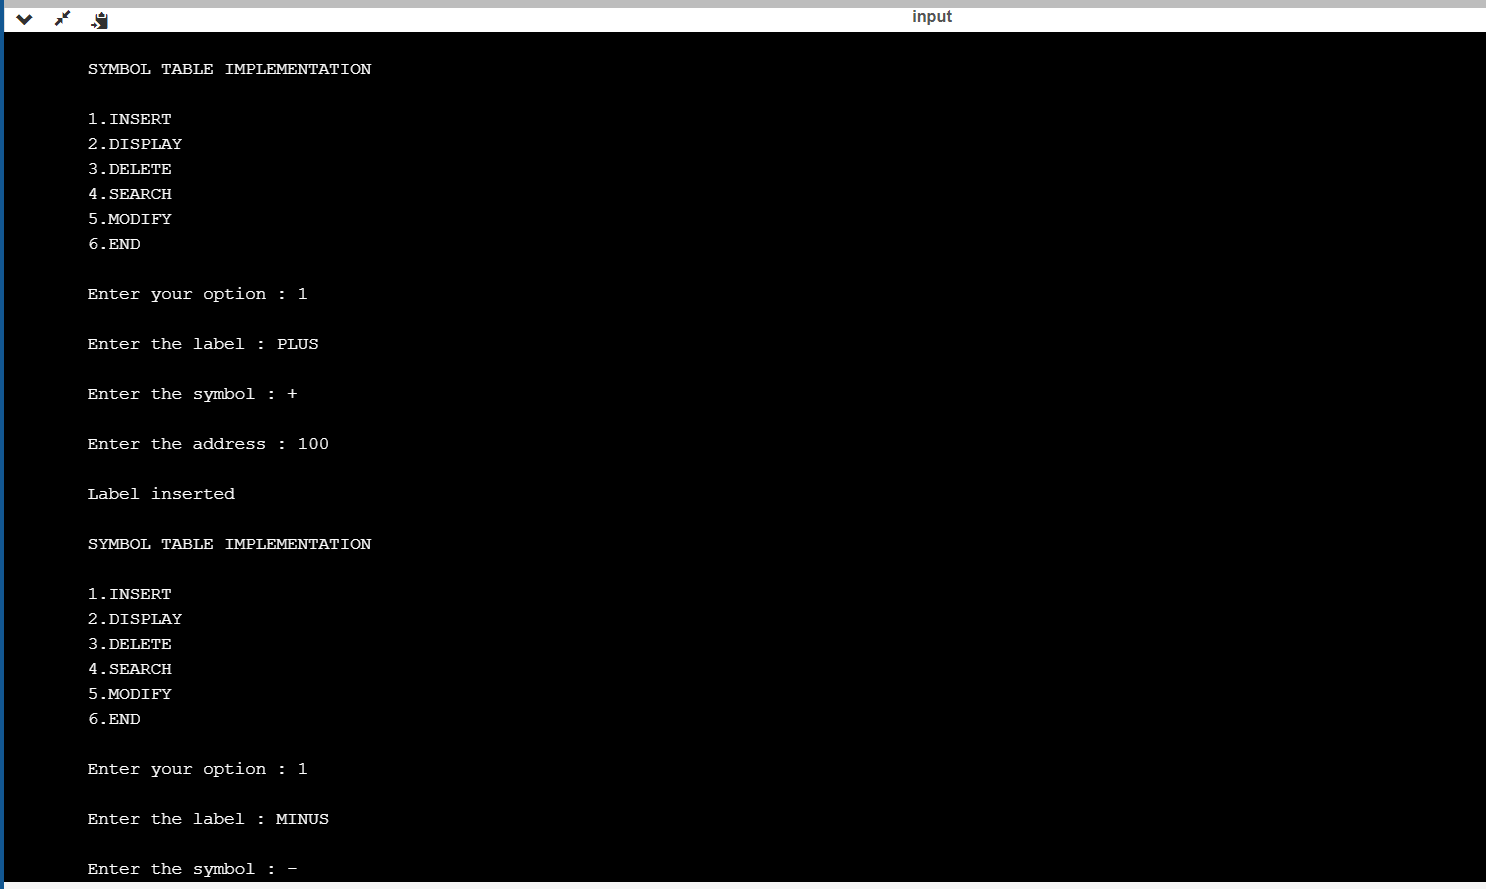 input
SYMBOL TABLE IMPLEMENTATION
1.INSERT
2.DISPLAY
3.DELETE
4.SEARCH
5.MODIFY
6.END
Enter your option : 1
Enter the label : PLUS
Enter the symbol : +
Enter the address : 100
Label inserted
SYMBOL TABLE IMPLEMENTATION
1.INSERT
2.DISPLAY
3.DELETE
4.SEARCH
5.MODIFY
6.END
Enter your option : 1
Enter the label : MINUS
Enter the symbol : -